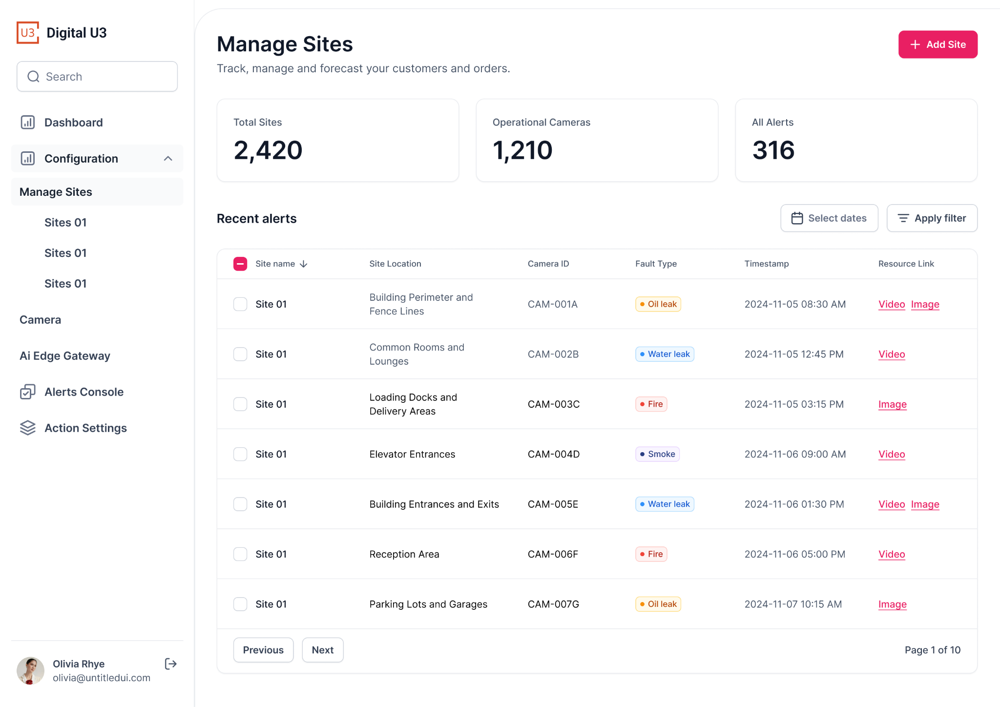 U3 Digital U3
Search
Dashboard
Configuration
Manage Sites
Sites 01
Sites 01
Sites 01
Camera
Ai Edge Gateway
Alerts Console
Action Settings
Olivia Rhye
olivia@untitledui.com
Manage Sites
Track, manage and forecast your customers and orders.
Add Site
Total Sites
2,420
Operational Cameras
1,210
All Alerts
316
Recent alerts
Select dates
Apply filter
Site name Site Location Camera ID Fault Type Timestamp Resource Link
Site 01 Building Perimeter and
Fence Lines CAM-001A Oil leak 2024-11-05 08:30 AM Video Image
Site 01 Common Rooms and
Lounges CAM-002B Water leak 2024-11-05 12:45 PM Video
Site 01 Loading Docks and
Delivery Areas CAM-003C Fire 2024-11-05 03:15 PM Image
Site 01 Elevator Entrances CAM-004D Smoke 2024-11-06 09:00 AM Video
Site 01 Building Entrances and Exits CAM-005E Water leak 2024-11-06 01:30 PM Video Image
Site 01 Reception Area CAM-006F Fire 2024-11-06 05:00 PM Video
Site 01 Parking Lots and Garages CAM-007G Oil leak 2024-11-07 10:15 AM Image
Previous Next Page 1 of 10